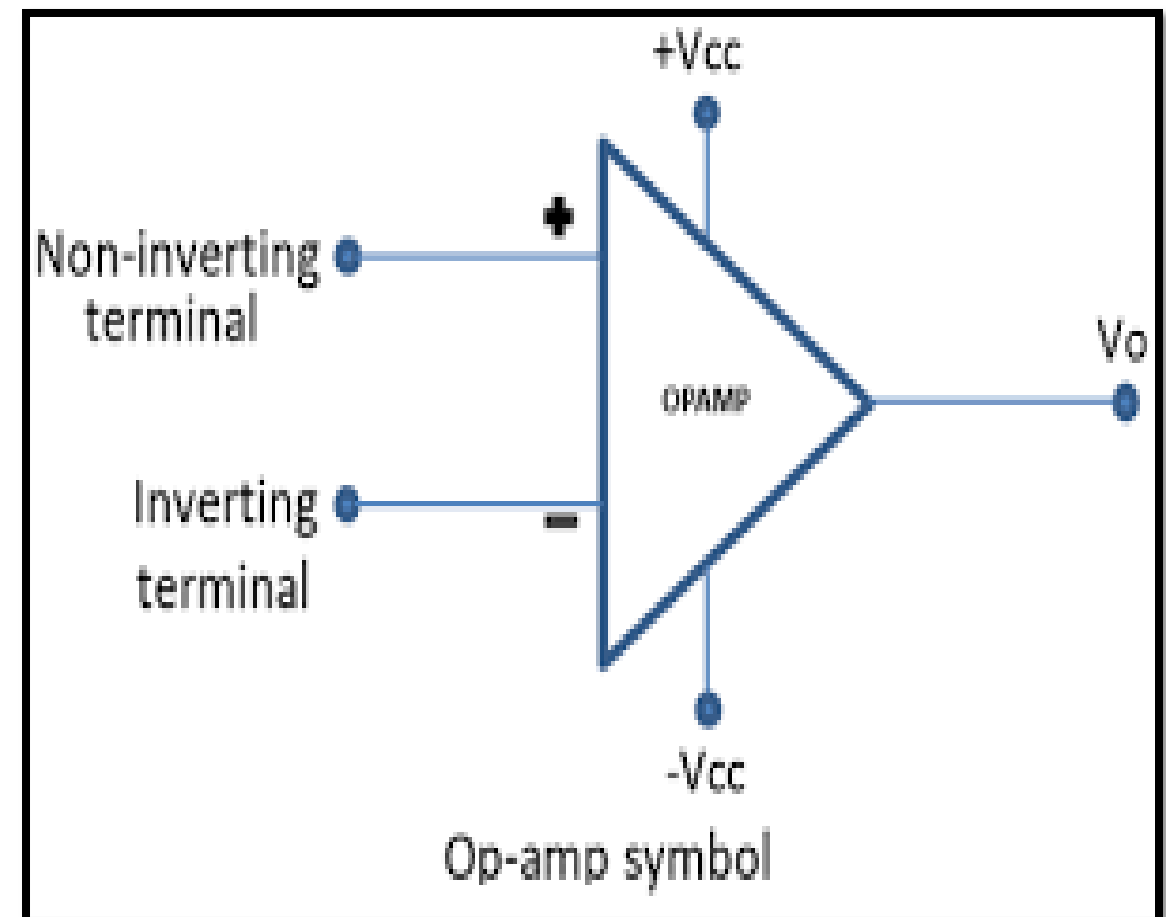 +Vcc
+
Non-inverting
terminal
Vo
OPAMP
Inverting
-
terminal
-Vcc
Op-amp symbol